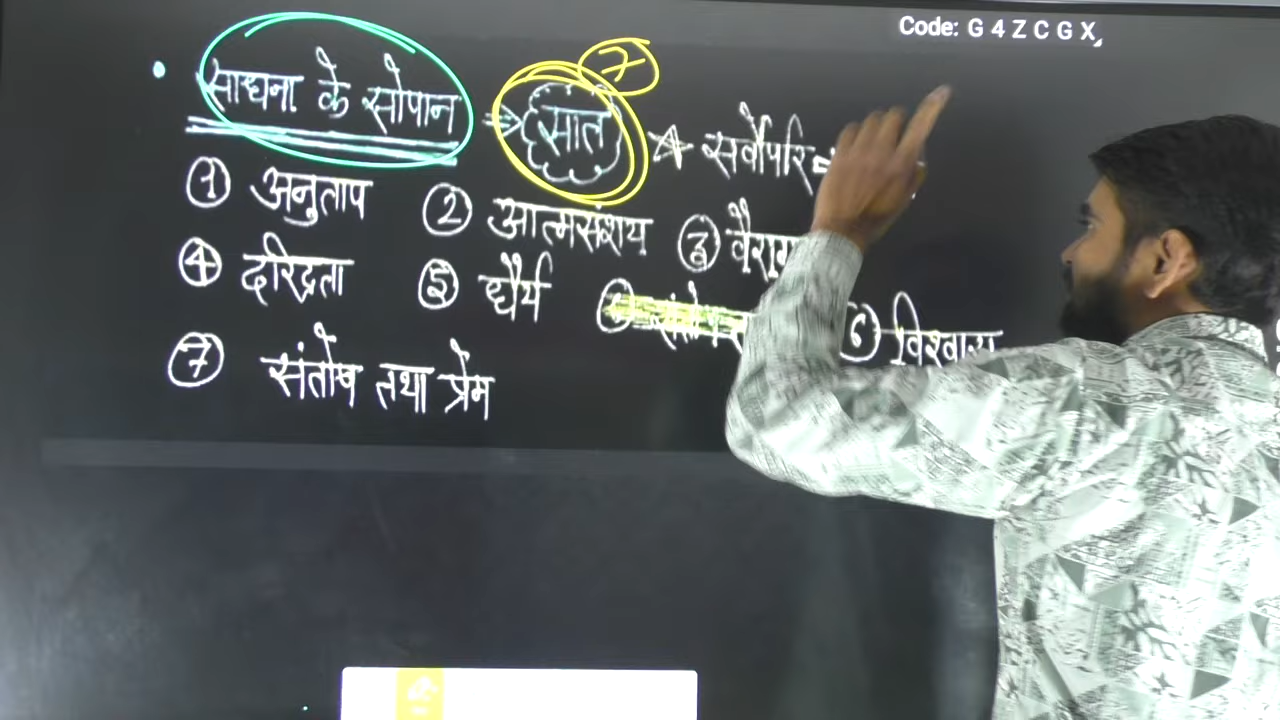 Code: G 4 Z C G X
साधना के सोपान ⇒ सात 7 सर्वोपरि =
① अनुताप ② आत्मसंशय ③
④ दरिद्रता ⑤ धैर्य ⑥ विश्वास
⑦ संतोष तथा प्रेम